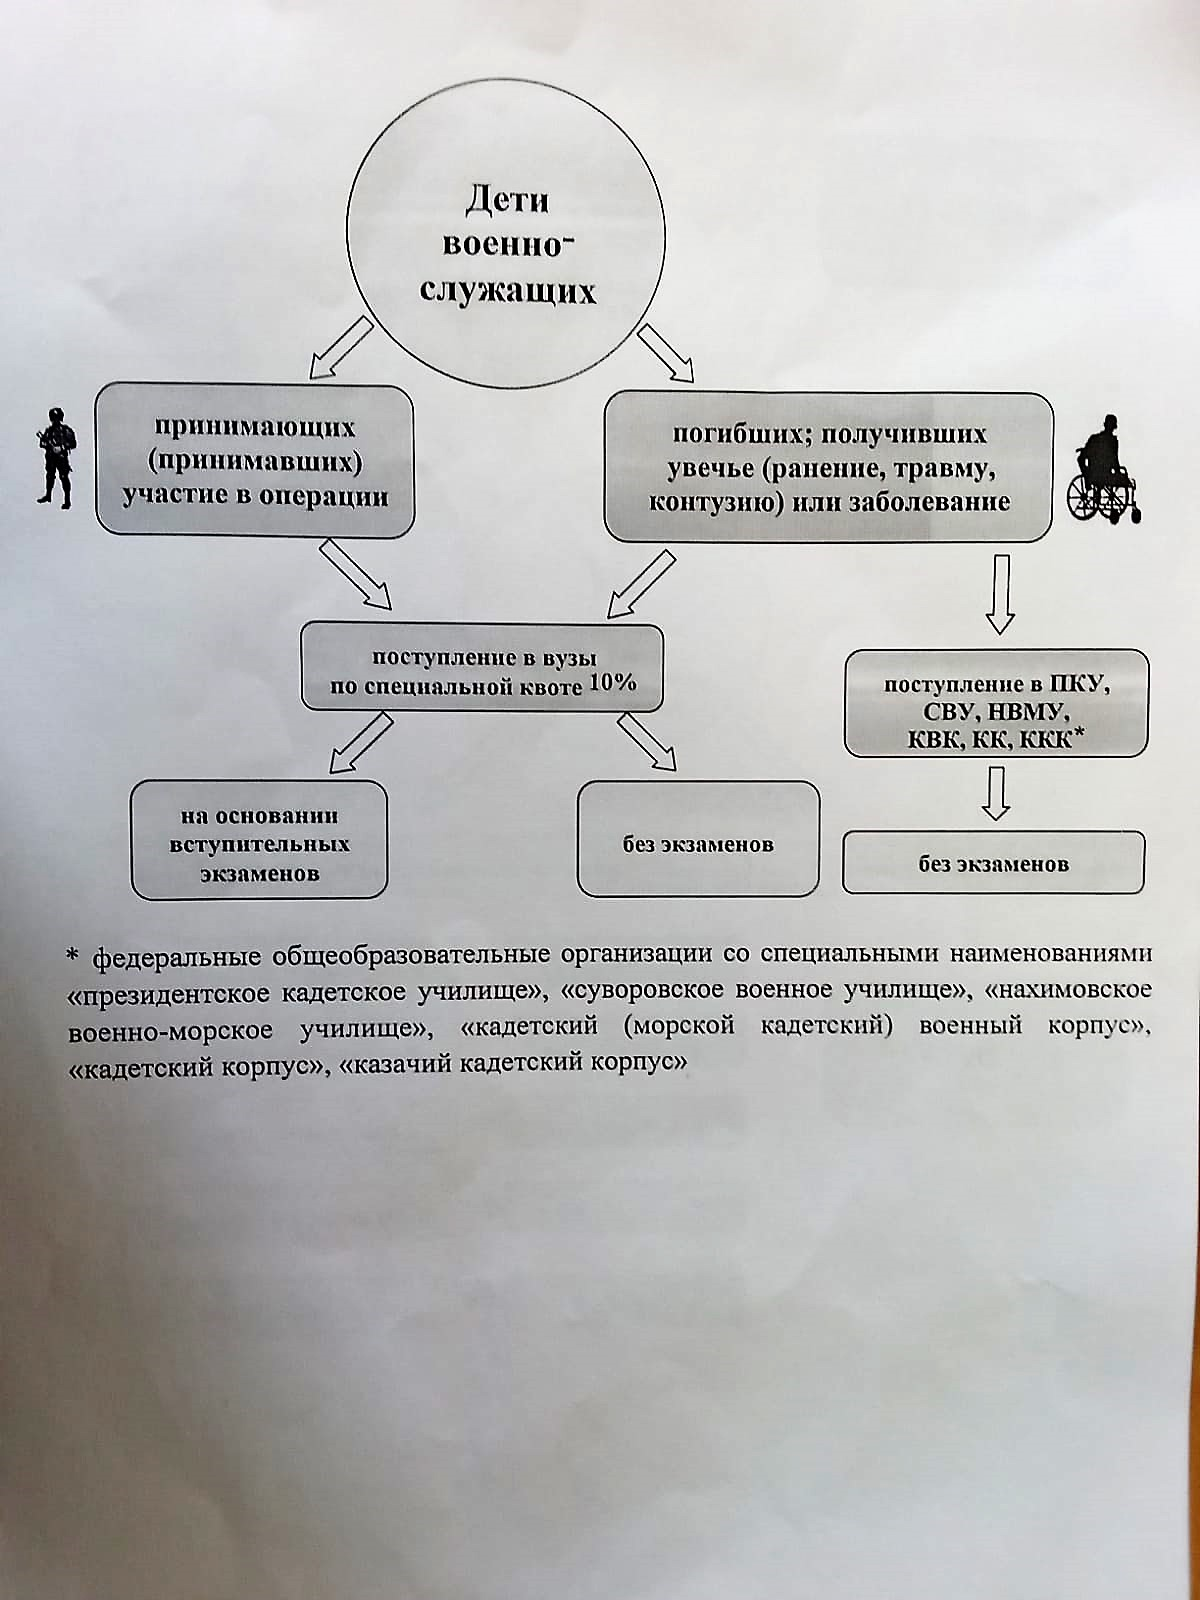 Дети
военно-
служащих
принимающих
(принимавших)
участие в операции
погибших; получивших
увечье (ранение, травму,
контузию) или заболевание
поступление в вузы
по специальной квоте 10%
поступление в ПКУ,
СВУ, НВМУ,
КВК, КК, ККК*
на основании
вступительных
экзаменов
без экзаменов
без экзаменов
* федеральные общеобразовательные организации со специальными наименованиями
«президентское кадетское училище», «суворовское военное училище», «нахимовское
военно-морское училище», «кадетский (морской кадетский) военный корпус»,
«кадетский корпус», «казачий кадетский корпус»